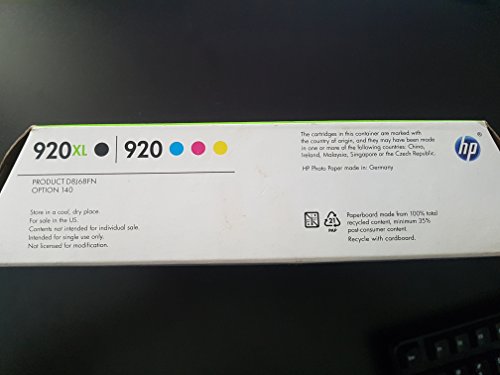 920XL 920
PRODUCT D8J68FN
OPTION 140
Store in a cool, dry place.
For sale in the US.
Contents not intended for individual sale.
Intended for single use only.
Not licensed for modification.
The cartridges in this container are marked with the
country of origin, and they may have been made
in one or more of the following countries: China,
Ireland, Malaysia, Singapore or the Czech Republic.
HP Photo Paper made in: Germany
hp
®
21
PAP
Paperboard made from 100% total
recycled content, minimum 35%
post-consumer content.
Recycle with cardboard.